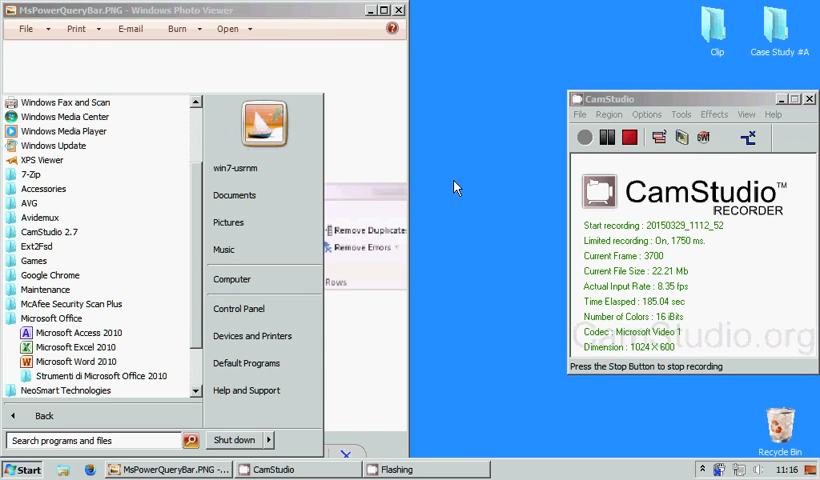 MsPowerQueryBar.PNG - Windows Photo Viewer
File Print E-mail Burn Open
Windows Fax and Scan
Windows Media Center
Windows Media Player
Windows Update
XPS Viewer
7-Zip
Accessories
AVG
Avidemux
CamStudio 2.7
Ext2Fsd
Games
Google Chrome
Maintenance
McAfee Security Scan Plus
Microsoft Office
Microsoft Access 2010
Microsoft Excel 2010
Microsoft Word 2010
Strumenti di Microsoft Office 2010
NeoSmart Technologies
Back
Search programs and files
win7-usrnm
Documents
Pictures
Music
Computer
Control Panel
Devices and Printers
Default Programs
Help and Support
Shut down
Remove Duplicate
Remove Errors
Rows
Clip
Case Study #A
CamStudio
File Region Options Tools Effects View Help
CamStudio™
RECORDER
Start recording : 20150329_1112_52
Limited recording : On, 1750 ms.
Current Frame : 3700
Current File Size : 22.21 Mb
Actual Input Rate : 8.35 fps
Time Elasped : 185.04 sec
Number of Colors : 16 iBits
Codec : Microsoft Video 1
Dimension : 1024 X 600
CamStudio.org
Press the Stop Button to stop recording
Recycle Bin
Start
MsPowerQueryBar.PNG -...
CamStudio
Flashing
11:16